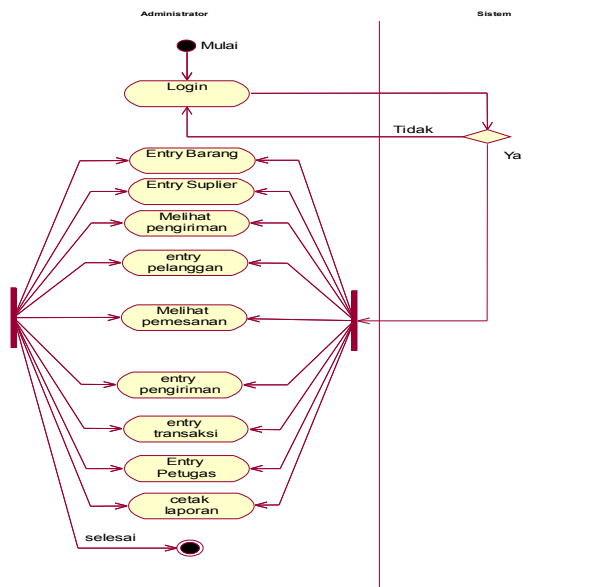 Administrator
Sistem
Mulai
Login
Tidak
Ya
Entry Barang
Entry Suplier
Melihat
pengiriman
entry
pelanggan
Melihat
pemesanan
entry
pengiriman
entry
transaksi
Entry
Petugas
cetak
laporan
selesai